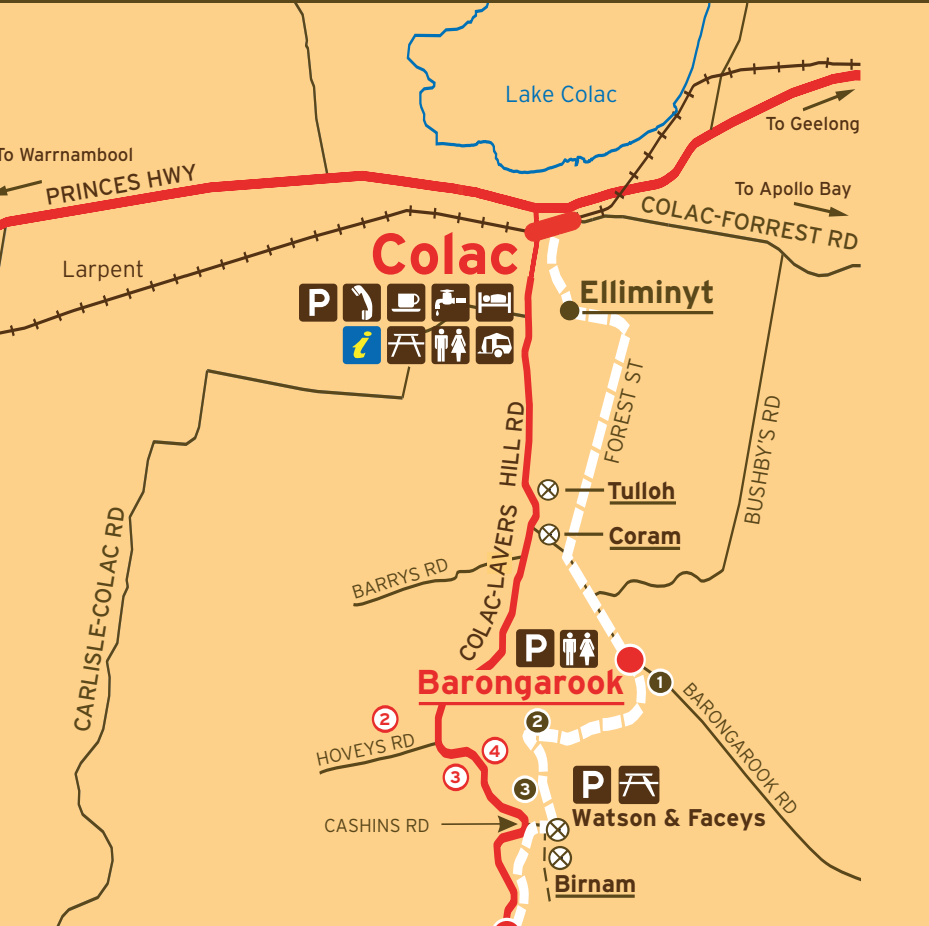 Lake Colac
To Geelong
To Warrnambool
PRINCES HWY
To Apollo Bay
COLAC-FORREST RD
Larpent
Colac
Elliminyt
P
i
FOREST ST
HILL RD
COLAC-LAVERS
BUSHBY'S RD
Tulloh
Coram
CARLISLE-COLAC RD
BARRYS RD
P
Barongarook
1
BARONGAROOK RD
2
2
HOVEYS RD
4
3
3
P
Watson & Faceys
CASHINS RD
Birnam